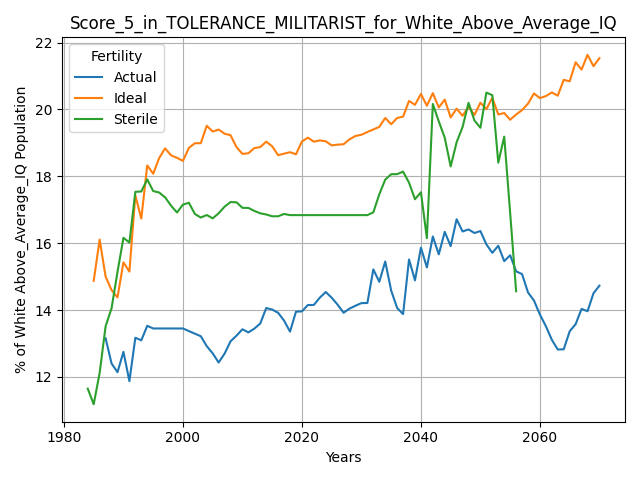 Score_5_in_TOLERANCE_MILITARIST_for_White_Above_Average_IQ
% of White Above_Average_IQ Population
22
20
18
16
14
12
Fertility
Actual
Ideal
Sterile
1980
2000
2020
2040
2060
Years